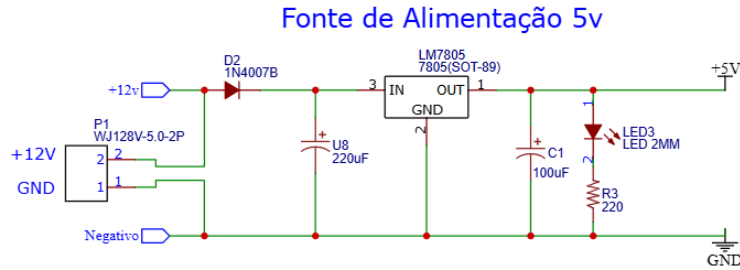 Fonte de Alimentação 5v
D2
1N4007B
LM7805
7805(SOT-89)
+12v
3
IN
OUT
1
GND
2
+5V
P1
WJ128V-5.0-2P
+12V
2
2
GND
1
1
+
U8
220uF
+
C1
100uF
1
LED3
LED 2MM
2
R3
220
Negativo
GND